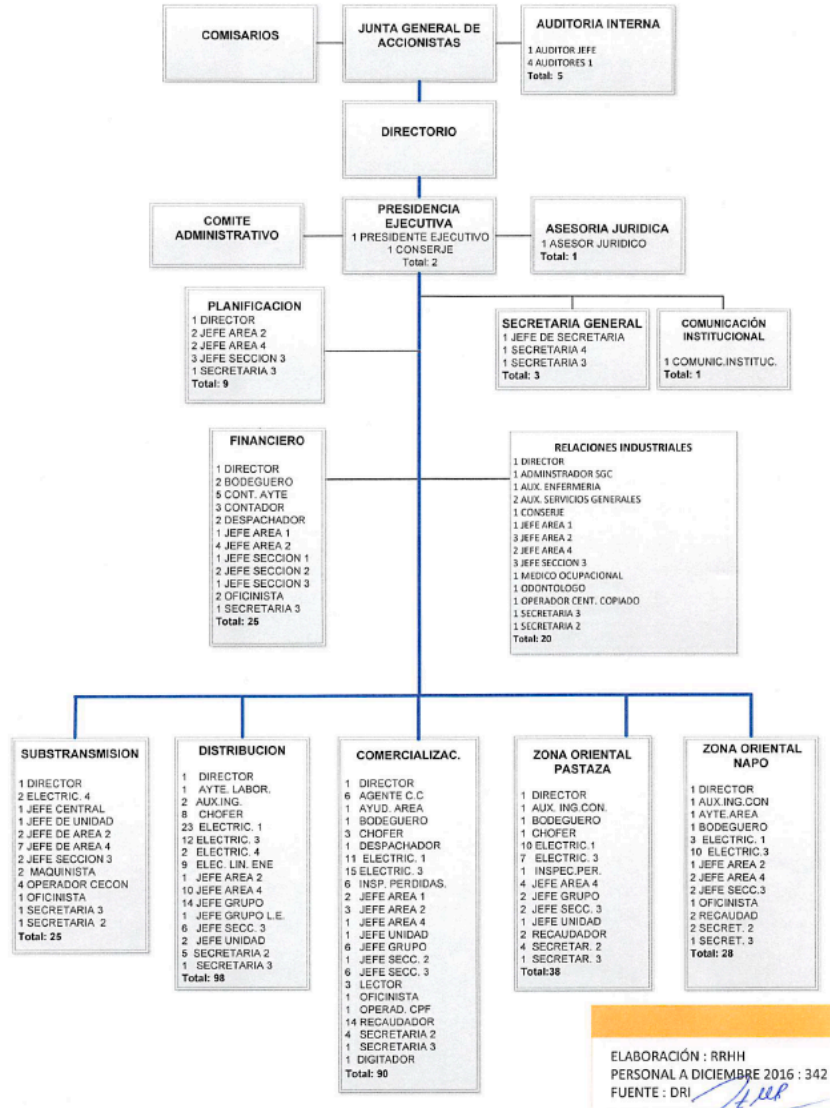 COMISARIOS
JUNTA GENERAL DE
ACCIONISTAS
AUDITORIA INTERNA
1 AUDITOR JEFE
4 AUDITORES 1
Total: 5
DIRECTORIO
COMITE
ADMINISTRATIVO
PRESIDENCIA
EJECUTIVA
1 PRESIDENTE EJECUTIVO
1 CONSERJE
Total: 2
ASESORIA JURIDICA
1 ASESOR JURIDICO
Total: 1
PLANIFICACION
1 DIRECTOR
2 JEFE AREA 2
2 JEFE AREA 4
3 JEFE SECCION 3
1 SECRETARIA 3
Total: 9
SECRETARIA GENERAL
1 JEFE DE SECRETARIA
1 SECRETARIA 4
1 SECRETARIA 3
Total: 3
COMUNICACIÓN
INSTITUCIONAL
1 COMUNIC.INSTITUC.
Total: 1
FINANCIERO
1 DIRECTOR
2 BODEGUERO
5 CONT. AYTE
3 CONTADOR
2 DESPACHADOR
1 JEFE AREA 1
4 JEFE AREA 2
1 JEFE SECCION 1
2 JEFE SECCION 2
1 JEFE SECCION 3
2 OFICINISTA
1 SECRETARIA 3
Total: 25
RELACIONES INDUSTRIALES
1 DIRECTOR
1 ADMINSTRADOR SGC
1 AUX. ENFERMERIA
2 AUX. SERVICIOS GENERALES
1 CONSERJE
1 JEFE AREA 1
3 JEFE AREA 2
2 JEFE AREA 4
3 JEFE SECCION 3
1 MEDICO OCUPACIONAL
1 ODONTOLOGO
1 OPERADOR CENT. COPIADO
1 SECRETARIA 3
1 SECRETARIA 2
Total: 20
SUBSTRANSMISION
1 DIRECTOR
2 ELECTRIC. 4
1 JEFE CENTRAL
1 JEFE DE UNIDAD
2 JEFE DE AREA 2
7 JEFE DE AREA 4
2 JEFE SECCION 3
2 MAQUINISTA
4 OPERADOR CECON
1 OFICINISTA
1 SECRETARIA 3
1 SECRETARIA 2
Total: 25
DISTRIBUCION
1 DIRECTOR
1 AYTE. LABOR.
2 AUX.ING.
8 CHOFER
23 ELECTRIC. 1
12 ELECTRIC. 3
2 ELECTRIC. 4
9 ELEC. LIN. ENE
1 JEFE AREA 2
10 JEFE AREA 4
14 JEFE GRUPO
1 JEFE GRUPO L.E.
6 JEFE SECC. 3
2 JEFE UNIDAD
5 SECRETARIA 2
1 SECRETARIA 3
Total: 98
COMERCIALIZAC.
1 DIRECTOR
6 AGENTE C.C
1 AYUD. AREA
1 BODEGUERO
3 CHOFER
1 DESPACHADOR
11 ELECTRIC. 1
15 ELECTRIC. 3
6 INSP. PERDIDAS.
2 JEFE AREA 1
3 JEFE AREA 2
1 JEFE AREA 4
1 JEFE UNIDAD
6 JEFE GRUPO
1 JEFE SECC. 2
6 JEFE SECC. 3
3 LECTOR
1 OFICINISTA
1 OPERAD. CPF
14 RECAUDADOR
4 SECRETARIA 2
1 SECRETARIA 3
1 DIGITADOR
Total: 90
ZONA ORIENTAL
PASTAZA
1 DIRECTOR
1 AUX. ING.CON.
1 BODEGUERO
1 CHOFER
10 ELECTRIC.1
7 ELECTRIC. 3
1 INSPEC.PER.
4 JEFE AREA 4
2 JEFE GRUPO
2 JEFE SECC. 3
1 JEFE UNIDAD
2 RECAUDADOR
4 SECRETAR. 2
1 SECRETAR. 3
Total:38
ZONA ORIENTAL
NAPO
1 DIRECTOR
1 AUX.ING.CON
1 AYTE.AREA
1 BODEGUERO
3 ELECTRIC. 1
10 ELECTRIC.3
1 JEFE AREA 2
2 JEFE AREA 4
2 JEFE SECC.3
1 OFICINISTA
2 RECAUDAD
2 SECRET. 2
1 SECRET. 3
Total: 28
ELABORACIÓN : RRHH
PERSONAL A DICIEMBRE 2016 : 342
FUENTE : DRI